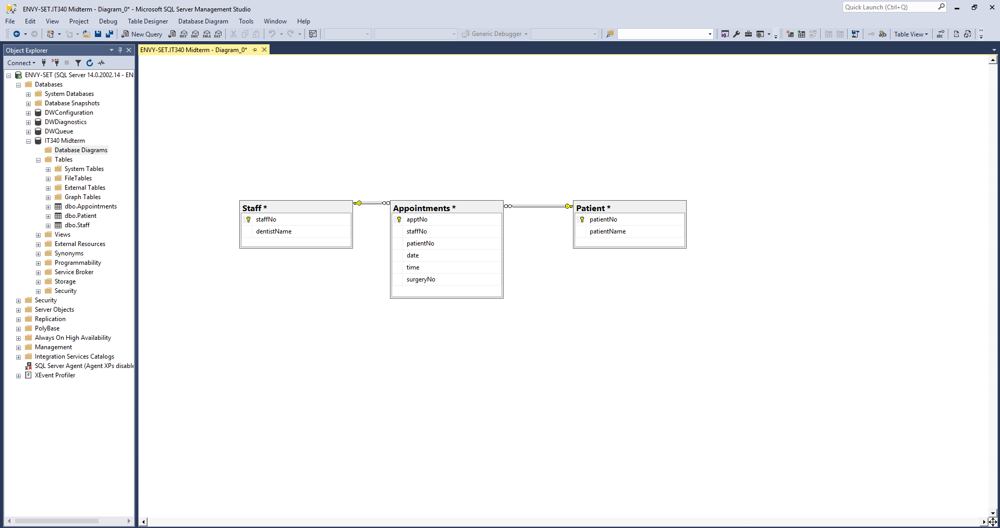 ENVY-SET.IT340 Midterm - Diagram_0* - Microsoft SQL Server Management Studio
Quick Launch (Ctrl+Q)
File Edit View Project Debug Table Designer Database Diagram Tools Window Help
New Query MDX DMX XMLA DAX Generic Debugger Table View
Object Explorer
ENVY-SET.IT340 Midterm - Diagram_0*
Connect
ENVY-SET (SQL Server 14.0.2002.14 - EN
Databases
System Databases
Database Snapshots
DWConfiguration
DWDiagnostics
DWQueue
IT340 Midterm
Database Diagrams
Tables
System Tables
FileTables
External Tables
Graph Tables
dbo.Appointments
dbo.Patient
dbo.Staff
Views
External Resources
Synonyms
Programmability
Service Broker
Storage
Security
Security
Server Objects
Replication
PolyBase
Always On High Availability
Management
Integration Services Catalogs
SQL Server Agent (Agent XPs disable
XEvent Profiler
Staff *
staffNo
dentistName
Appointments *
apptNo
staffNo
patientNo
date
time
surgeryNo
Patient *
patientNo
patientName